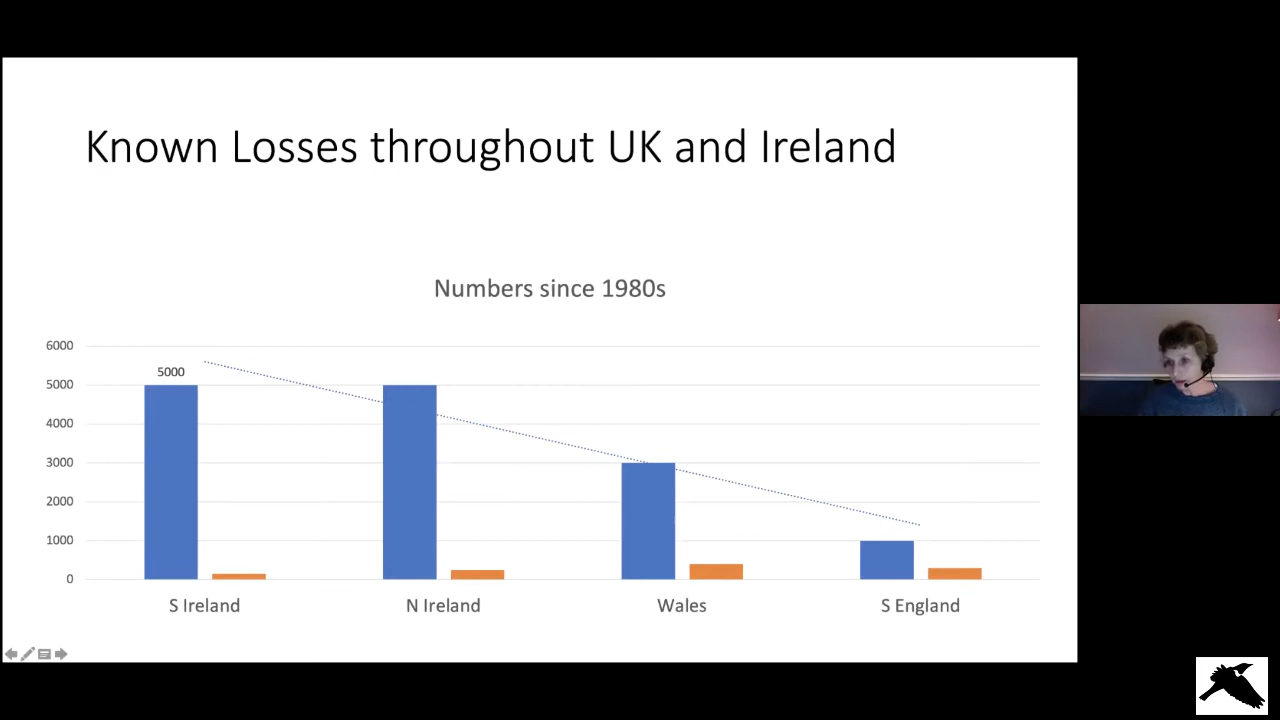 Known Losses throughout UK and Ireland
Numbers since 1980s
6000
5000
5000
4000
3000
2000
1000
0
S Ireland
N Ireland
Wales
S England